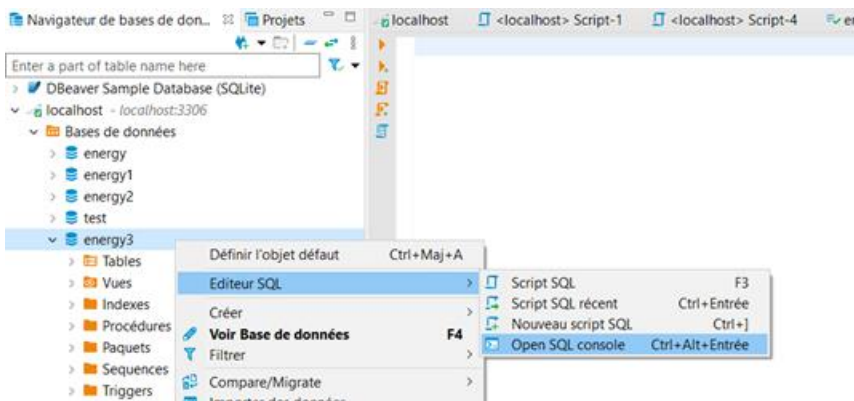 Navigateur de bases de don... Projets
localhost <localhost> Script-1 <localhost> Script-4
Enter a part of table name here
DBeaver Sample Database (SQLite)
localhost - localhost:3306
Bases de données
energy
energy1
energy2
test
energy3
Tables
Vues
Indexes
Procédures
Paquets
Sequences
Triggers
Définir l'objet défaut Ctrl+Maj+A
Editeur SQL
Créer
Voir Base de données F4
Filtrer
Compare/Migrate
Script SQL F3
Script SQL récent Ctrl+Entrée
Nouveau script SQL Ctrl+]
Open SQL console Ctrl+Alt+Entrée